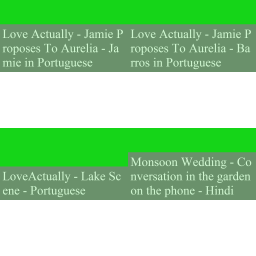 Love Actually - Jamie P
roposes To Aurelia - Ja
mie in Portuguese
Love Actually - Jamie P
roposes To Aurelia - Ba
rros in Portuguese
LoveActually - Lake Sc
ene - Portuguese
Monsoon Wedding - Co
nversation in the garden
on the phone - Hindi